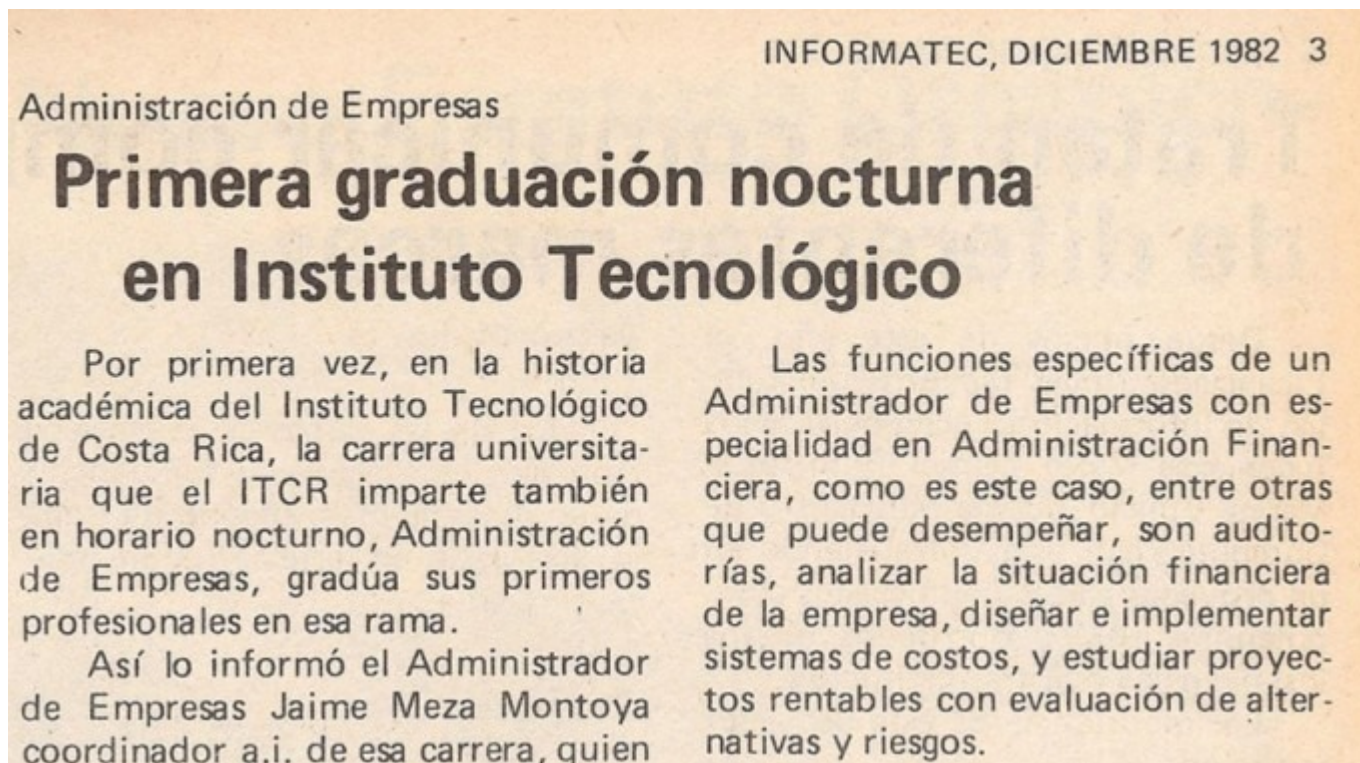 INFORMATEC, DICIEMBRE 1982 3
Administración de Empresas
Primera graduación nocturna
en Instituto Tecnológico
Por primera vez, en la historia
académica del Instituto Tecnológico
de Costa Rica, la carrera universita-
ria que el ITCR imparte también
en horario nocturno, Administración
de Empresas, gradúa sus primeros
profesionales en esa rama.
Así lo informó el Administrador
de Empresas Jaime Meza Montoya
coordinador a.i. de esa carrera, quien
Las funciones específicas de un
Administrador de Empresas con es-
pecialidad en Administración Finan-
ciera, como es este caso, entre otras
que puede desempeñar, son audito-
rías, analizar la situación financiera
de la empresa, diseñar e implementar
sistemas de costos, y estudiar proyec-
tos rentables con evaluación de alter-
nativas y riesgos.